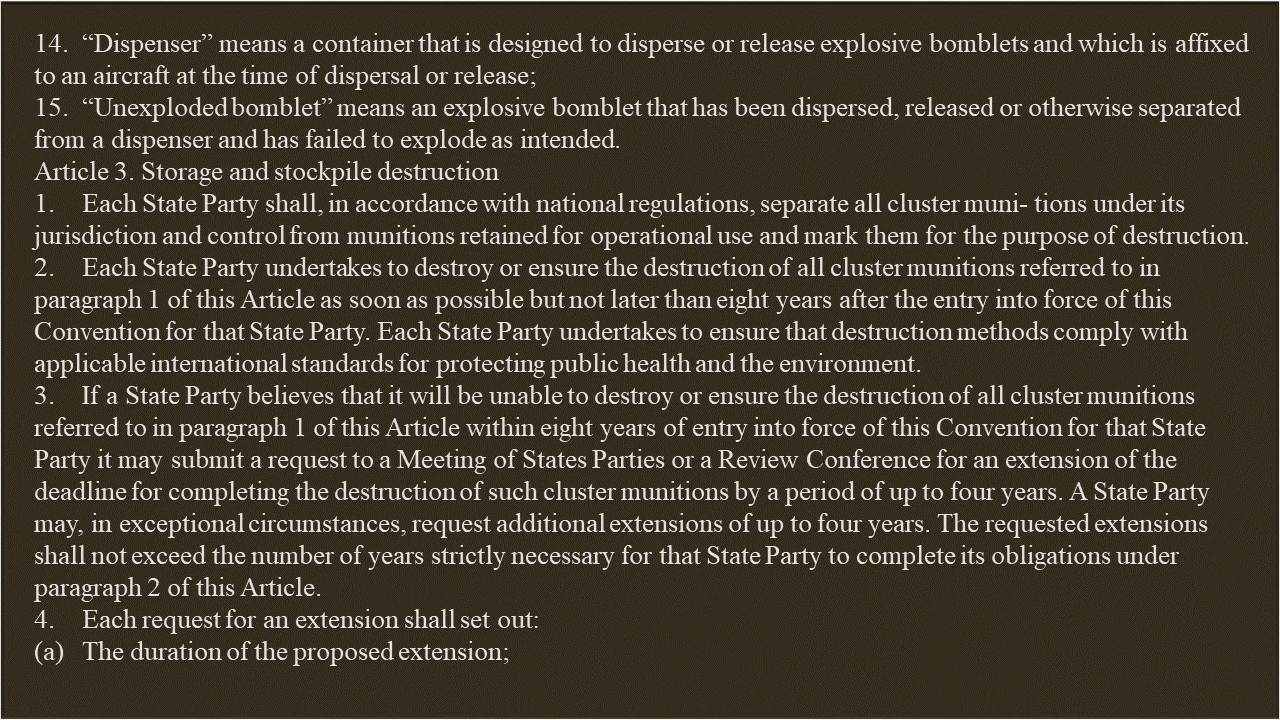 14. “Dispenser” means a container that is designed to disperse or release explosive bomblets and which is affixed
to an aircraft at the time of dispersal or release;
15. “Unexploded bomblet” means an explosive bomblet that has been dispersed, released or otherwise separated
from a dispenser and has failed to explode as intended.
Article 3. Storage and stockpile destruction
1. Each State Party shall, in accordance with national regulations, separate all cluster muni- tions under its
jurisdiction and control from munitions retained for operational use and mark them for the purpose of destruction.
2. Each State Party undertakes to destroy or ensure the destruction of all cluster munitions referred to in
paragraph 1 of this Article as soon as possible but not later than eight years after the entry into force of this
Convention for that State Party. Each State Party undertakes to ensure that destruction methods comply with
applicable international standards for protecting public health and the environment.
3. If a State Party believes that it will be unable to destroy or ensure the destruction of all cluster munitions
referred to in paragraph 1 of this Article within eight years of entry into force of this Convention for that State
Party it may submit a request to a Meeting of States Parties or a Review Conference for an extension of the
deadline for completing the destruction of such cluster munitions by a period of up to four years. A State Party
may, in exceptional circumstances, request additional extensions of up to four years. The requested extensions
shall not exceed the number of years strictly necessary for that State Party to complete its obligations under
paragraph 2 of this Article.
4. Each request for an extension shall set out:
(a) The duration of the proposed extension;